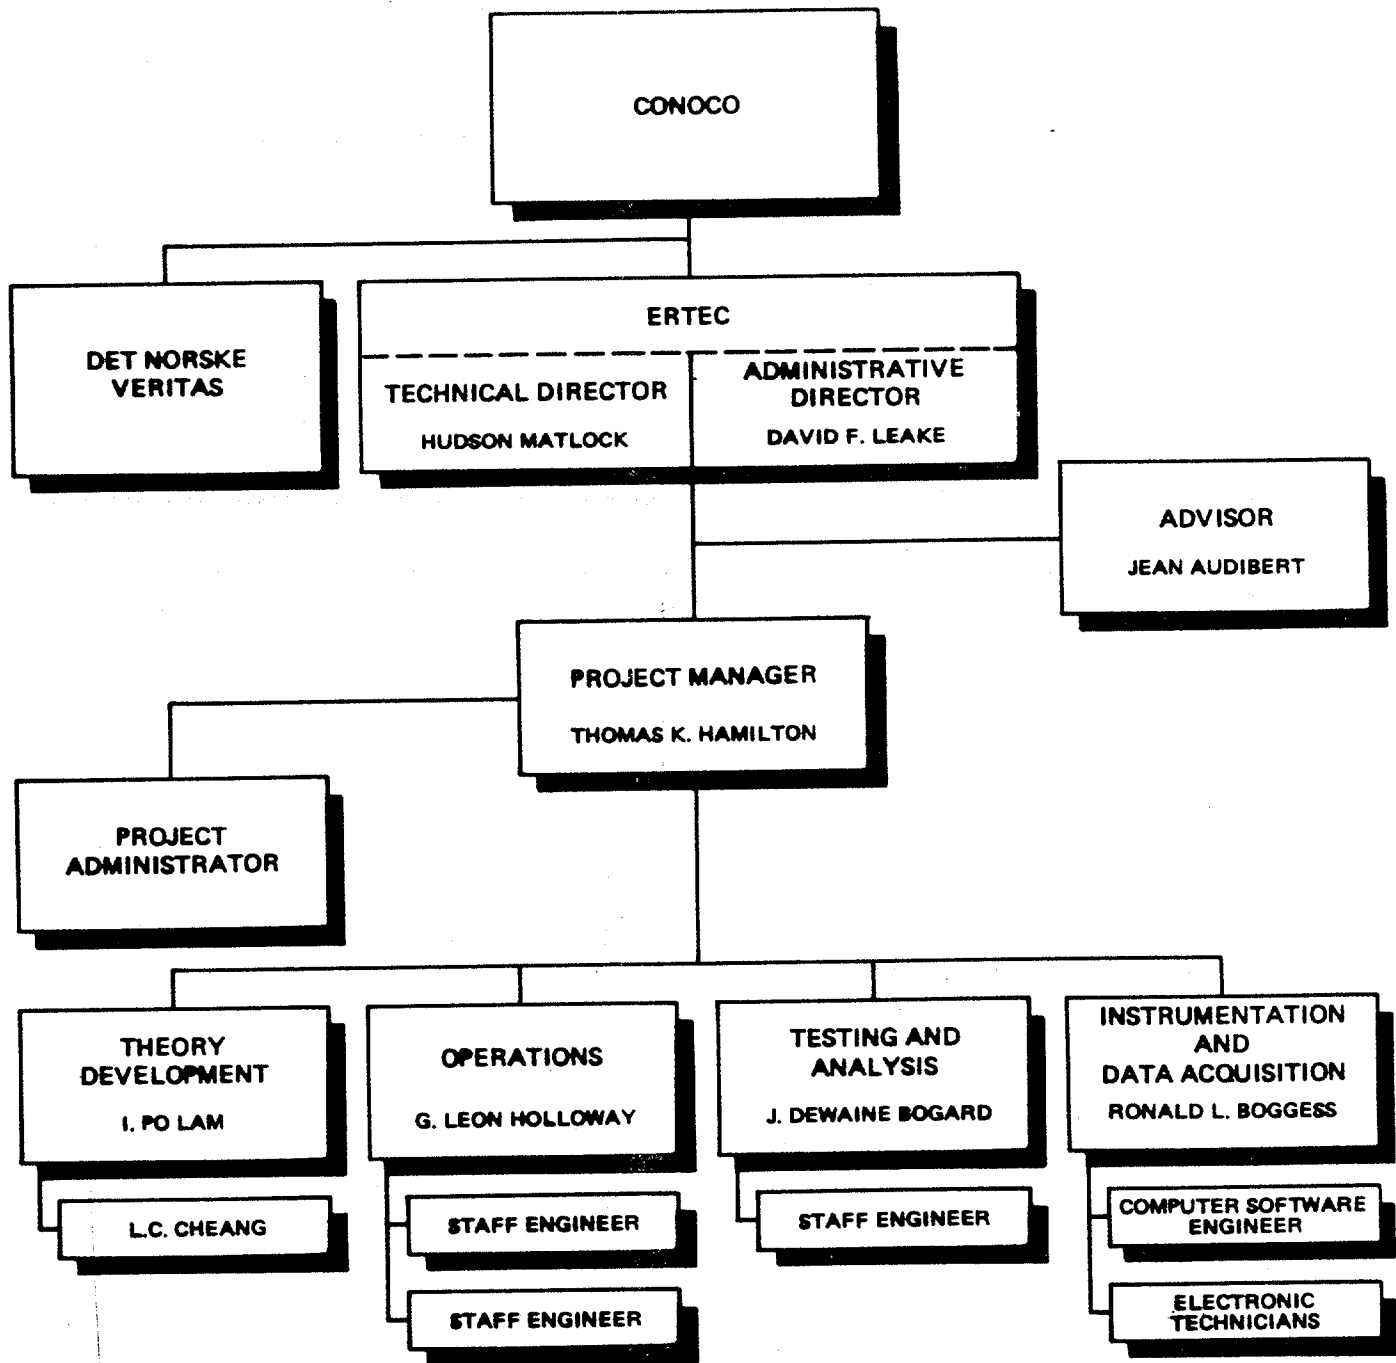 CONOCO
DET NORSKE
VERITAS
ERTEC
TECHNICAL DIRECTOR
HUDSON MATLOCK
ADMINISTRATIVE
DIRECTOR
DAVID F. LEAKE
ADVISOR
JEAN AUDIBERT
PROJECT MANAGER
THOMAS K. HAMILTON
PROJECT
ADMINISTRATOR
THEORY
DEVELOPMENT
I. PO LAM
L.C. CHEANG
OPERATIONS
G. LEON HOLLOWAY
STAFF ENGINEER
STAFF ENGINEER
TESTING AND
ANALYSIS
J. DEWAINE BOGARD
STAFF ENGINEER
INSTRUMENTATION
AND
DATA ACQUISITION
RONALD L. BOGGESS
COMPUTER SOFTWARE
ENGINEER
ELECTRONIC
TECHNICIANS